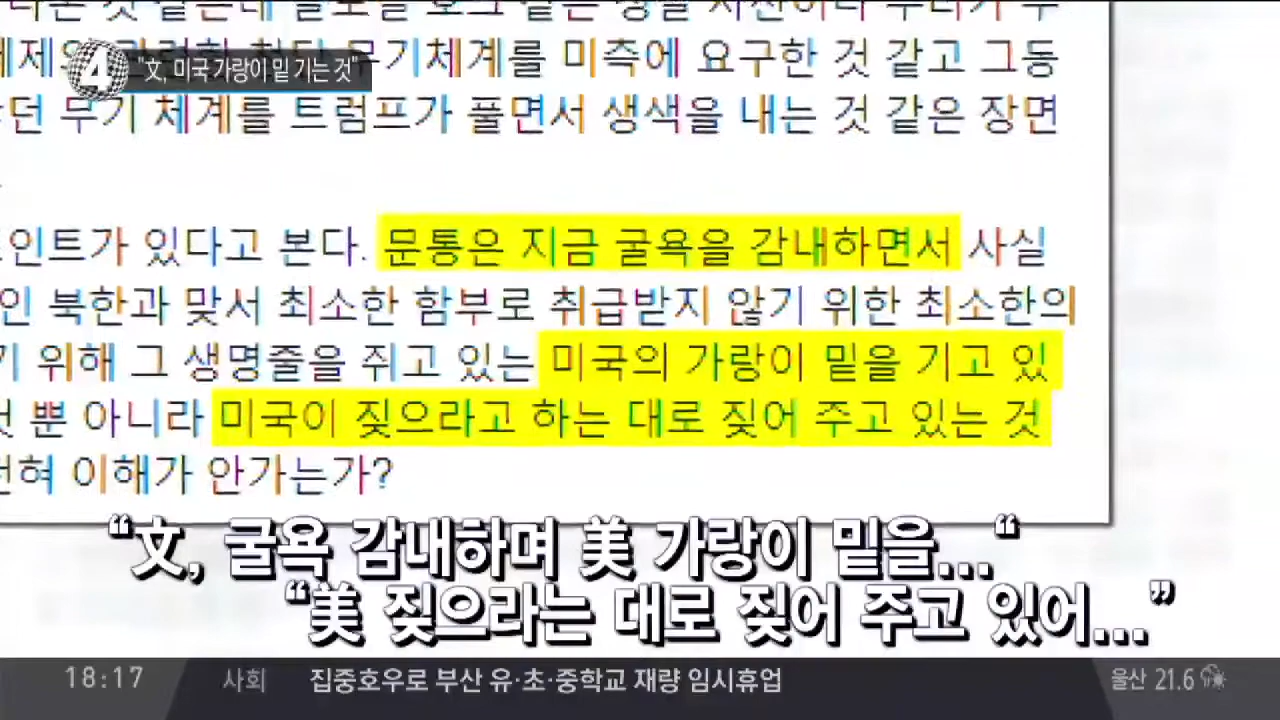 "文, 미국 가랑이 밑 기는 것"
무기체계를 미측에 요구한 것 같고 그동
던 무기 체계를 트럼프가 풀면서 생색을 내는 것 같은 장면
인트가 있다고 본다. 문통은 지금 굴욕을 감내하면서 사실
인 북한과 맞서 최소한 함부로 취급받지 않기 위한 최소한의
기 위해 그 생명줄을 쥐고 있는 미국의 가랑이 밑을 기고 있
뿐 아니라 미국이 짖으라고 하는 대로 짖어 주고 있는 것
전혀 이해가 안가는가?
“文, 굴욕 감내하며 美 가랑이 밑을...“
“美 짖으라는 대로 짖어 주고 있어...”
18:17 사회 집중호우로 부산 유·초·중학교 재량 임시휴업 울산 21.6